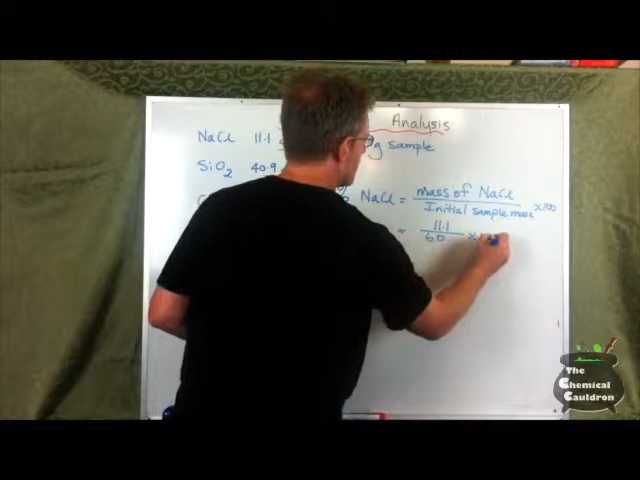 Analysis
NaCl 11.1 g sample
SiO2 40.9
% NaCl = mass of NaCl / Initial sample mass x100
= 11.1 / 60 x
The
Chemical
Cauldron